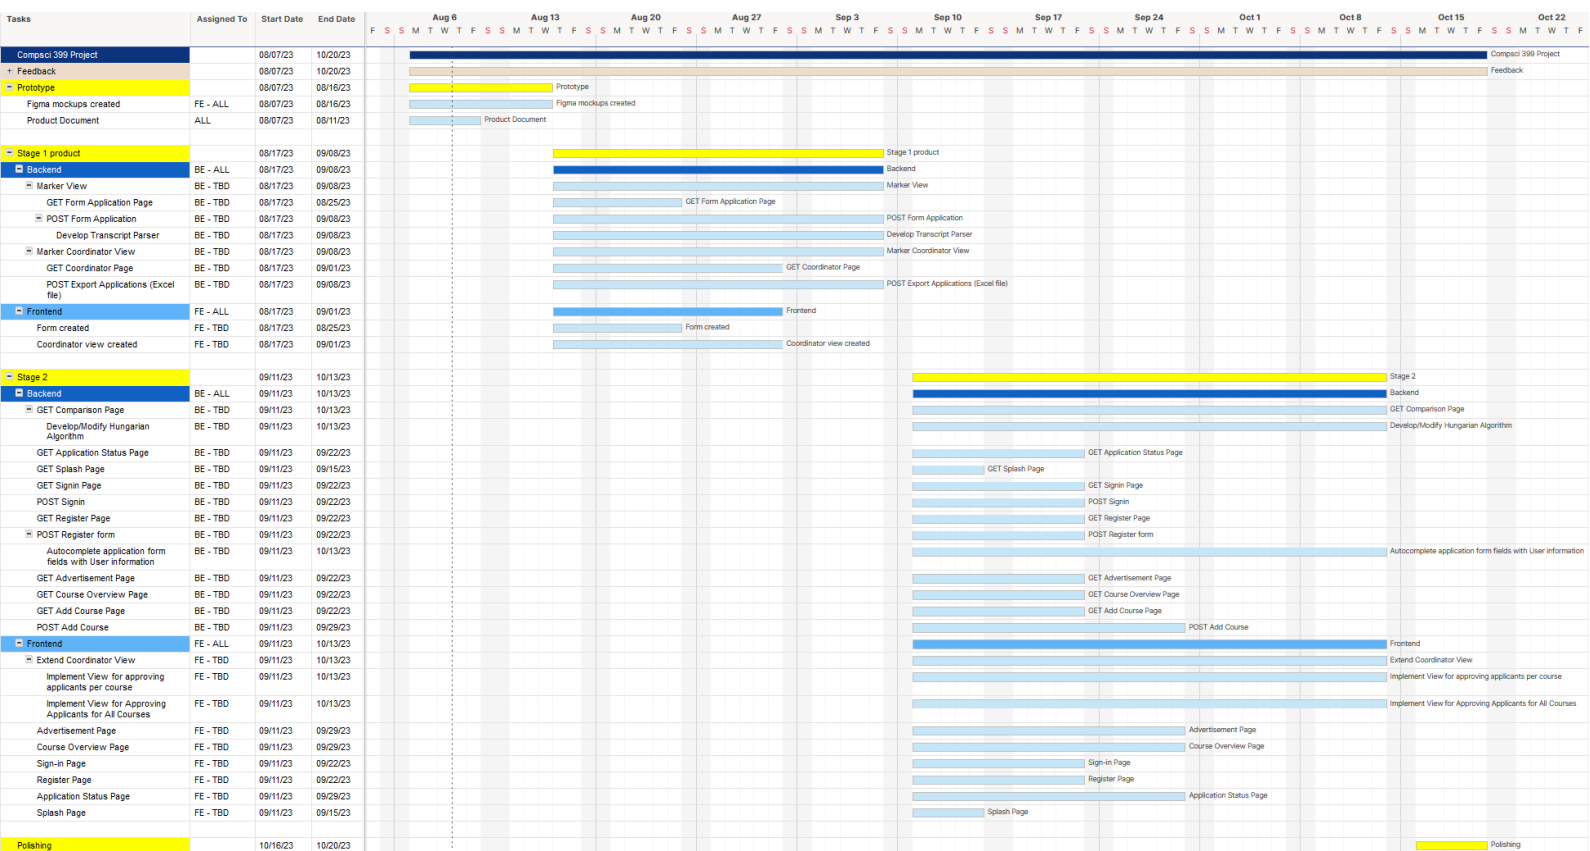 Tasks Assigned To Start Date End Date Aug 6 Aug 13 Aug 20 Aug 27 Sep 3 Sep 10 Sep 17 Sep 24 Oct 1 Oct 8 Oct 15 Oct 22
F S S M T W T F S S M T W T F S S M T W T F S S M T W T F S S M T W T F S S M T W T F S S M T W T F S S M T W T F S S M T W T F S S M T W T F S S M T W T F S S M T W T F
Compsci 399 Project 08/07/23 10/20/23 Compsci 399 Project
+ Feedback 08/07/23 10/20/23 Feedback
Prototype 08/07/23 08/16/23 Prototype
Figma mockups created FE - ALL 08/07/23 08/16/23 Figma mockups created
Product Document ALL 08/07/23 08/11/23 Product Document
Stage 1 product 08/17/23 09/08/23 Stage 1 product
Backend BE - ALL 08/17/23 09/08/23 Backend
Marker View BE - TBD 08/17/23 09/08/23 Marker View
GET Form Application Page BE - TBD 08/17/23 08/25/23 GET Form Application Page
POST Form Application BE - TBD 08/17/23 09/08/23 POST Form Application
Develop Transcript Parser BE - TBD 08/17/23 09/08/23 Develop Transcript Parser
Marker Coordinator View BE - TBD 08/17/23 09/08/23 Marker Coordinator View
GET Coordinator Page BE - TBD 08/17/23 09/01/23 GET Coordinator Page
POST Export Applications (Excel BE - TBD 08/17/23 09/08/23 POST Export Applications (Excel file)
file)
Frontend FE - ALL 08/17/23 09/01/23 Frontend
Form created FE - TBD 08/17/23 08/25/23 Form created
Coordinator view created FE - TBD 08/17/23 09/01/23 Coordinator view created
Stage 2 09/11/23 10/13/23 Stage 2
Backend BE - ALL 09/11/23 10/13/23 Backend
GET Comparison Page BE - TBD 09/11/23 10/13/23 GET Comparison Page
Develop/Modify Hungarian BE - TBD 09/11/23 10/13/23 Develop/Modify Hungarian Algorithm
Algorithm
GET Application Status Page BE - TBD 09/11/23 09/22/23 GET Application Status Page
GET Splash Page BE - TBD 09/11/23 09/15/23 GET Splash Page
GET Signin Page BE - TBD 09/11/23 09/22/23 GET Signin Page
POST Signin BE - TBD 09/11/23 09/22/23 POST Signin
GET Register Page BE - TBD 09/11/23 09/22/23 GET Register Page
POST Register form BE - TBD 09/11/23 09/22/23 POST Register form
Autocomplete application form BE - TBD 09/11/23 10/13/23 Autocomplete application form fields with User information
fields with User information
GET Advertisement Page BE - TBD 09/11/23 09/22/23 GET Advertisement Page
GET Course Overview Page BE - TBD 09/11/23 09/22/23 GET Course Overview Page
GET Add Course Page BE - TBD 09/11/23 09/22/23 GET Add Course Page
POST Add Course BE - TBD 09/11/23 09/29/23 POST Add Course
Frontend FE - ALL 09/11/23 10/13/23 Frontend
Extend Coordinator View FE - TBD 09/11/23 10/13/23 Extend Coordinator View
Implement View for approving FE - TBD 09/11/23 10/13/23 Implement View for approving applicants per course
applicants per course
Implement View for Approving FE - TBD 09/11/23 10/13/23 Implement View for Approving Applicants for All Courses
Applicants for All Courses
Advertisement Page FE - TBD 09/11/23 09/29/23 Advertisement Page
Course Overview Page FE - TBD 09/11/23 09/29/23 Course Overview Page
Sign-in Page FE - TBD 09/11/23 09/22/23 Sign-in Page
Register Page FE - TBD 09/11/23 09/22/23 Register Page
Application Status Page FE - TBD 09/11/23 09/29/23 Application Status Page
Splash Page FE - TBD 09/11/23 09/15/23 Splash Page
Polishing 10/16/23 10/20/23 Polishing